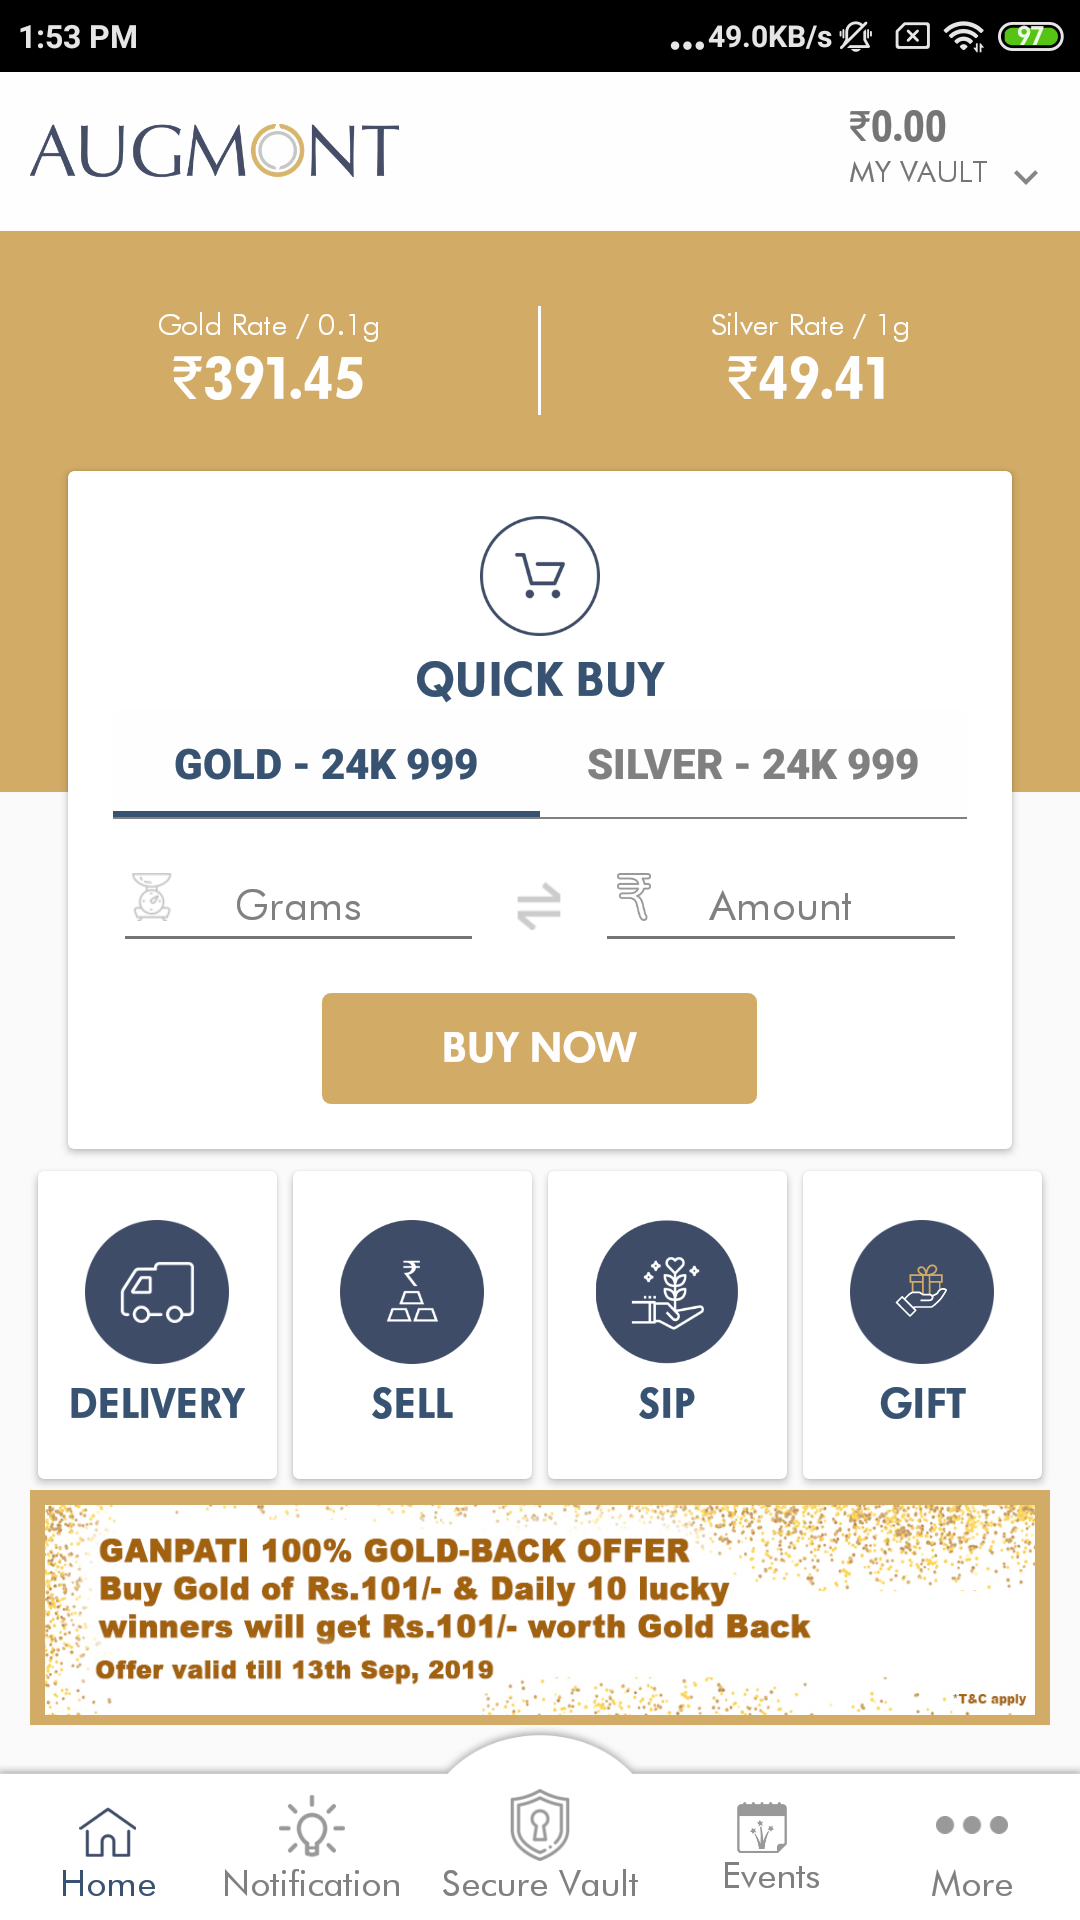 1:53 PM
...49.0KB/s
97
AUGMONT
₹0.00
MY VAULT
Gold Rate / 0.1g
₹391.45
Silver Rate / 1g
₹49.41
QUICK BUY
GOLD - 24K 999
SILVER - 24K 999
Grams
Amount
BUY NOW
DELIVERY
SELL
SIP
GIFT
GANPATI 100% GOLD-BACK OFFER
Buy Gold of Rs.101/- & Daily 10 lucky
winners will get Rs.101/- worth Gold Back
Offer valid till 13th Sep, 2019
*T&C apply
Home
Notification
Secure Vault
Events
More